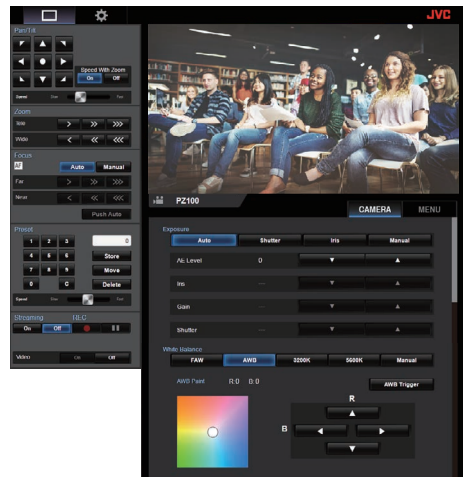 JVC
Pan/Tilt
Speed With Zoom
On Off
Speed Slow Fast
Zoom
Tele > >> >>>
Wide < << <<<
Focus
AF Auto Manual
Far > >> >>>
Near < << <<<
Push Auto
Preset
1 2 3 0
4 5 6 Store
7 8 9 Move
0 C Delete
Speed Slow Fast
Streaming REC
On Off
Video On Off
PZ100
CAMERA MENU
Exposure
Auto Shutter Iris Manual
AE Level 0 ▼ ▲
Iris --- ▼ ▲
Gain --- ▼ ▲
Shutter --- ▼ ▲
White Balance
FAW AWB 3200K 5600K Manual
AWB Paint R:0 B:0 AWB Trigger
R
B